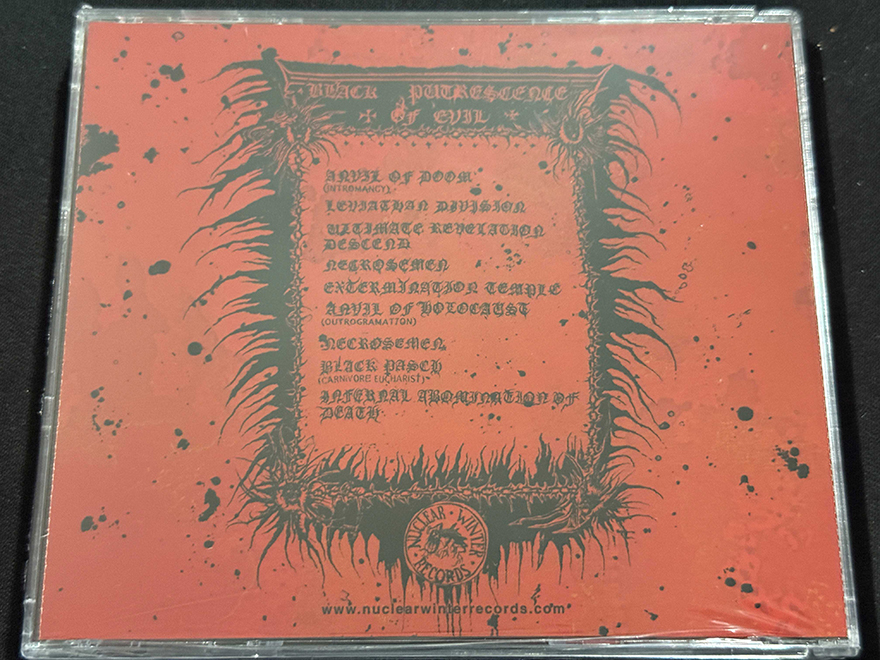 BLACK PUTRESCENCE
OF EVIL
ANVIL OF DOOM
(INTROMANCY)
LEVIATHAN DIVISION
ULTIMATE REVELATION
DESCEND
NECROSEMEN
EXTERMINATION TEMPLE
ANVIL OF HOLOCAUST
(OUTROGRAMATION)
NECROSEMEN
BLACK PASCH
(CARNIVORE EUCHARIST)
INFERNAL ABOMINATION OF
DEATH
NUCLEAR · WINTER
RECORDS
www.nuclearwinterrecords.com